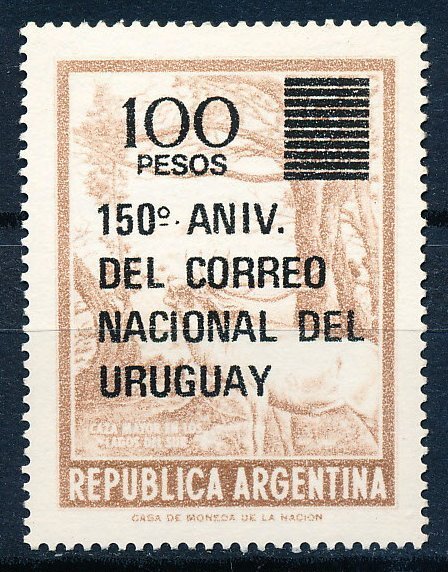 100
PESOS
150º ANIV.
DEL CORREO
NACIONAL DEL
URUGUAY
CAZA MAYOR EN LOS
LAGOS DEL SUR
REPUBLICA ARGENTINA
CASA DE MONEDA DE LA NACION